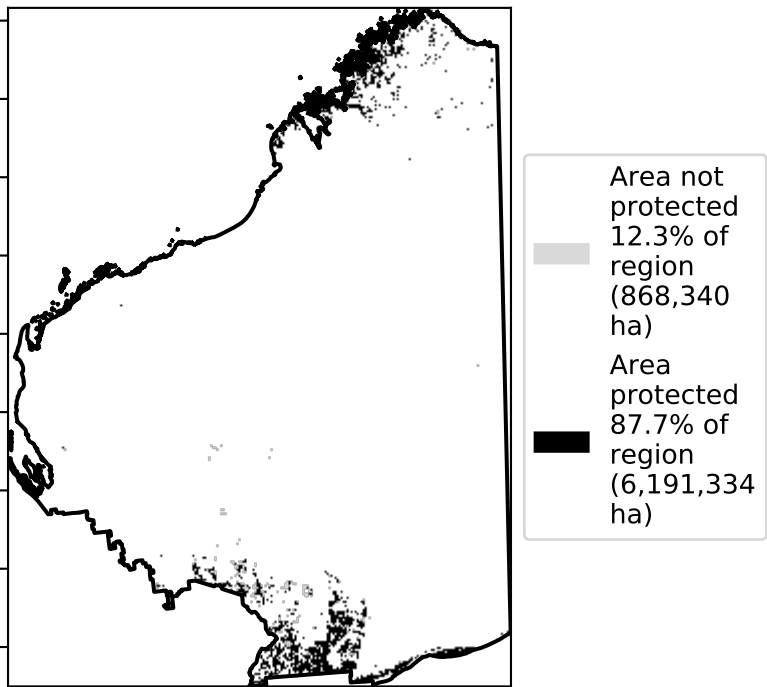 Area not
protected
12.3% of
region
(868,340
ha)
Area
protected
87.7% of
region
(6,191,334
ha)